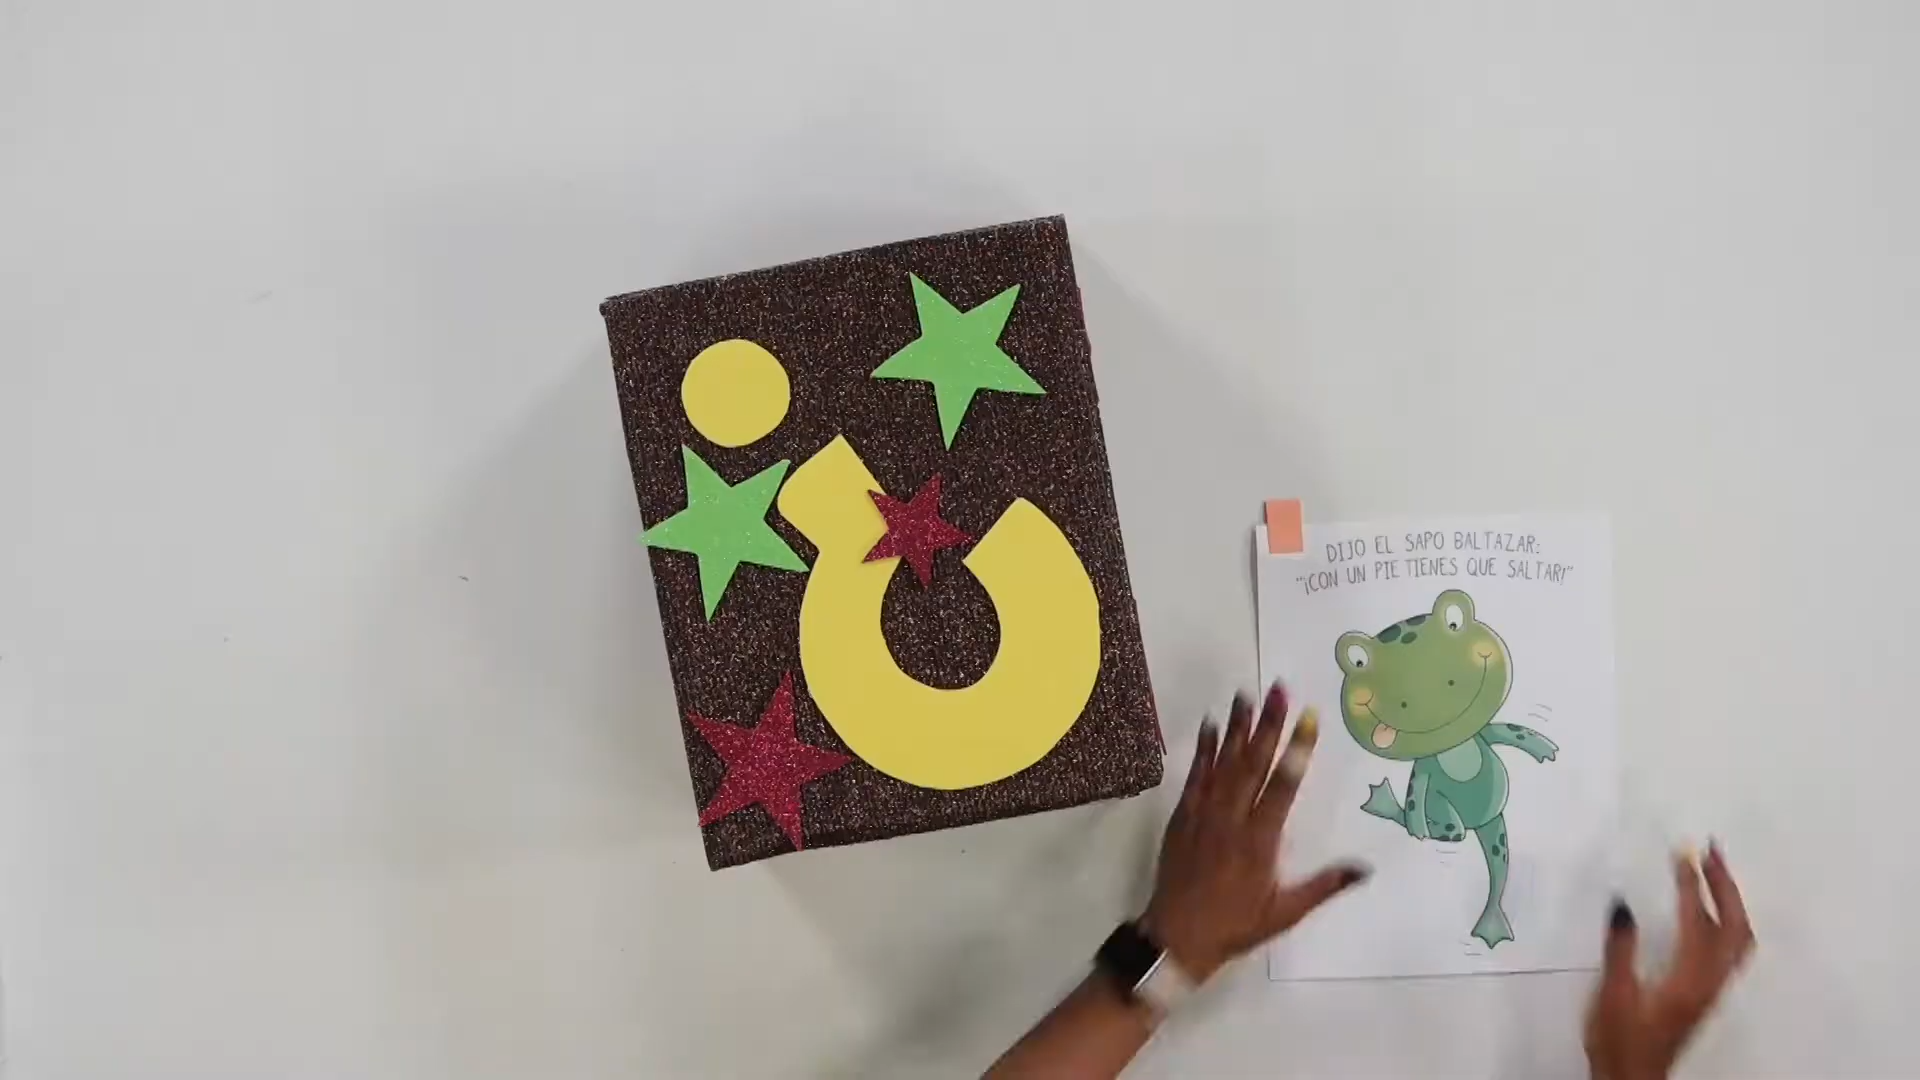 ¿
DIJO EL SAPO BALTAZAR:
"¡CON UN PIE TIENES QUE SALTAR!"